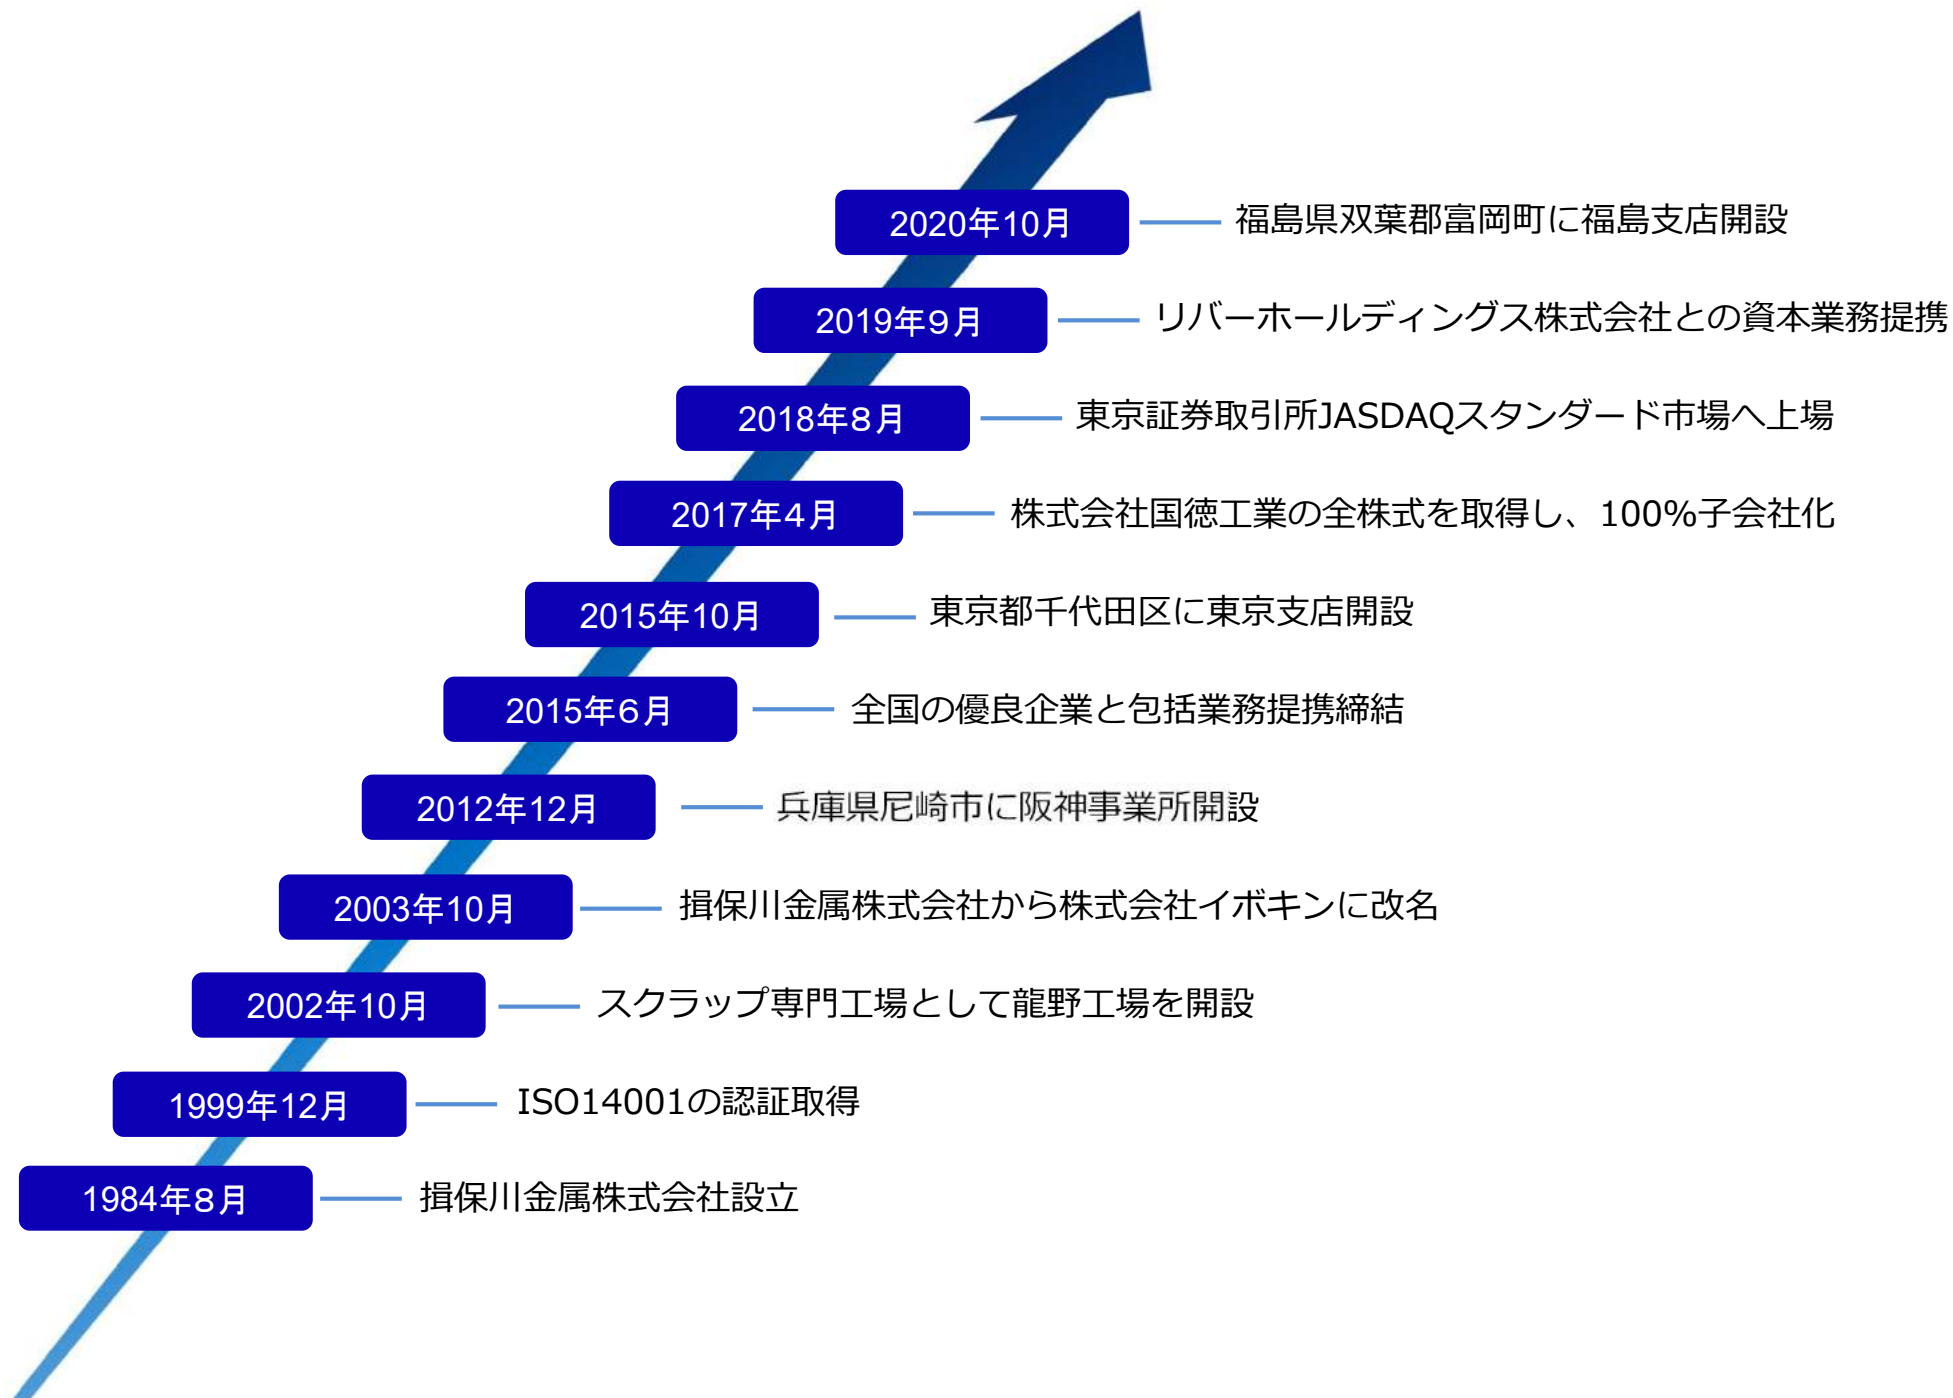 2020年10月 福島県双葉郡富岡町に福島支店開設
2019年９月 リバーホールディングス株式会社との資本業務提携
2018年８月 東京証券取引所JASDAQスタンダード市場へ上場
2017年４月 株式会社国徳工業の全株式を取得し、100%子会社化
2015年10月 東京都千代田区に東京支店開設
2015年６月 全国の優良企業と包括業務提携締結
2012年12月 兵庫県尼崎市に阪神事業所開設
2003年10月 揖保川金属株式会社から株式会社イボキンに改名
2002年10月 スクラップ専門工場として龍野工場を開設
1999年12月 ISO14001の認証取得
1984年８月 揖保川金属株式会社設立